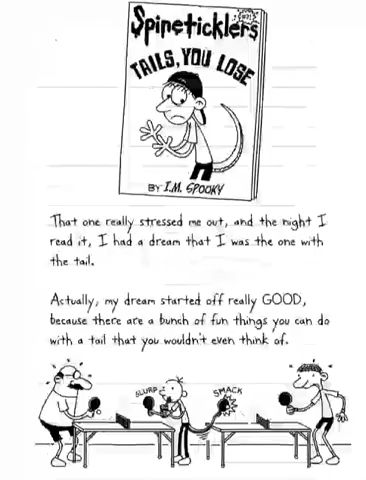 Spineticklers
TAILS, YOU LOSE
BY I.M. SPOOKY
That one really stressed me out, and the night I
read it, I had a dream that I was the one with
the tail.
Actually, my dream started off really GOOD,
because there are a bunch of fun things you can do
with a tail that you wouldn't even think of.
SLURP
SMACK